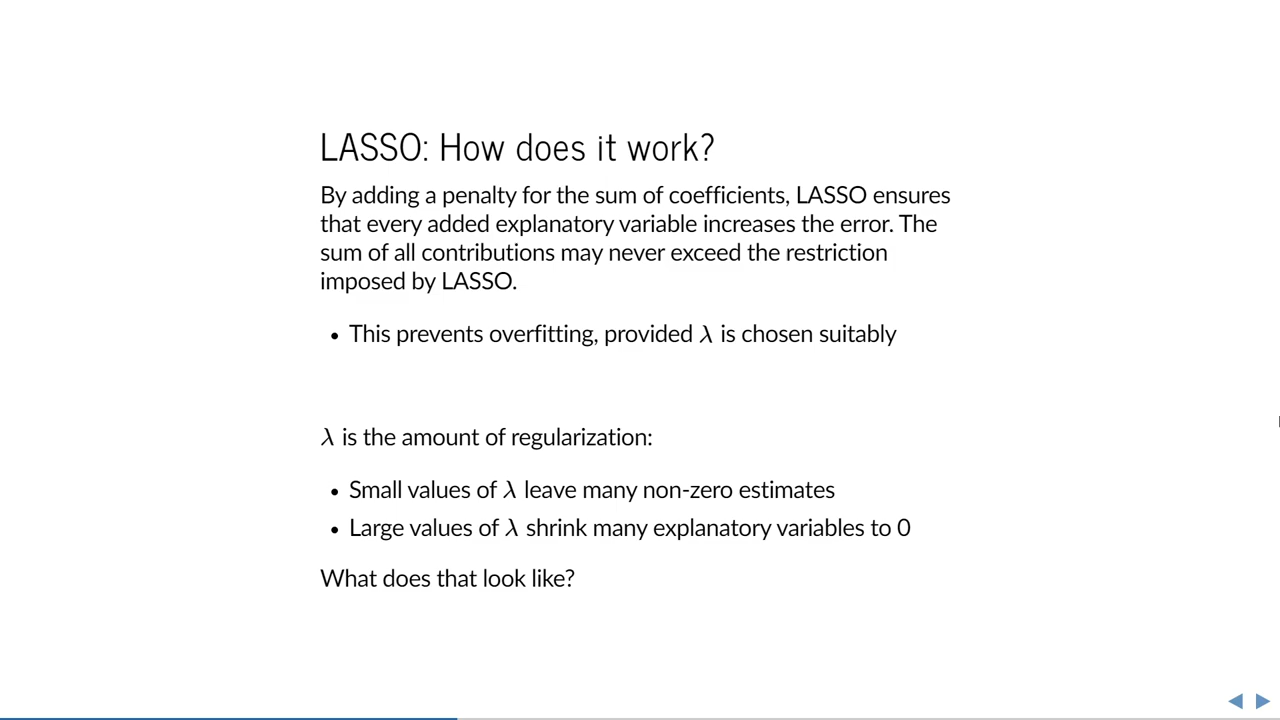 LASSO: How does it work?
By adding a penalty for the sum of coefficients, LASSO ensures
that every added explanatory variable increases the error. The
sum of all contributions may never exceed the restriction
imposed by LASSO.
• This prevents overfitting, provided λ is chosen suitably
λ is the amount of regularization:
• Small values of λ leave many non-zero estimates
• Large values of λ shrink many explanatory variables to 0
What does that look like?